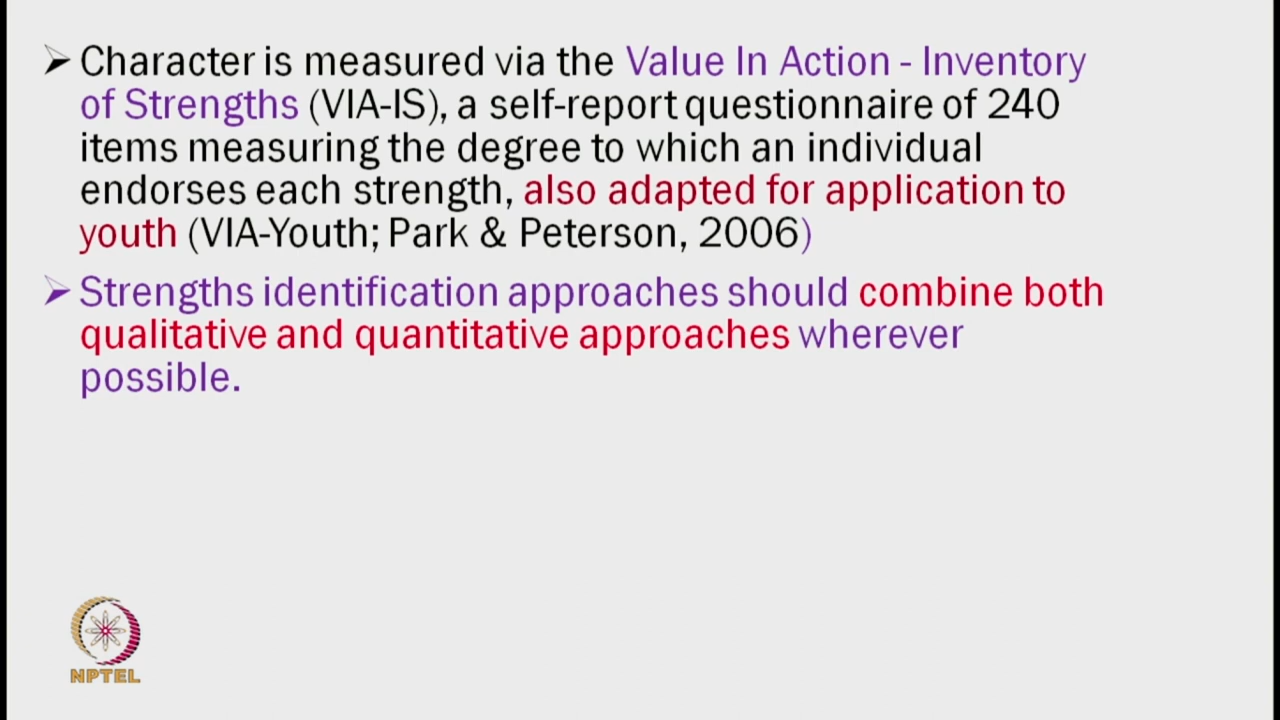 ➢ Character is measured via the Value In Action - Inventory
of Strengths (VIA-IS), a self-report questionnaire of 240
items measuring the degree to which an individual
endorses each strength, also adapted for application to
youth (VIA-Youth; Park & Peterson, 2006)
➢ Strengths identification approaches should combine both
qualitative and quantitative approaches wherever
possible.
NPTEL